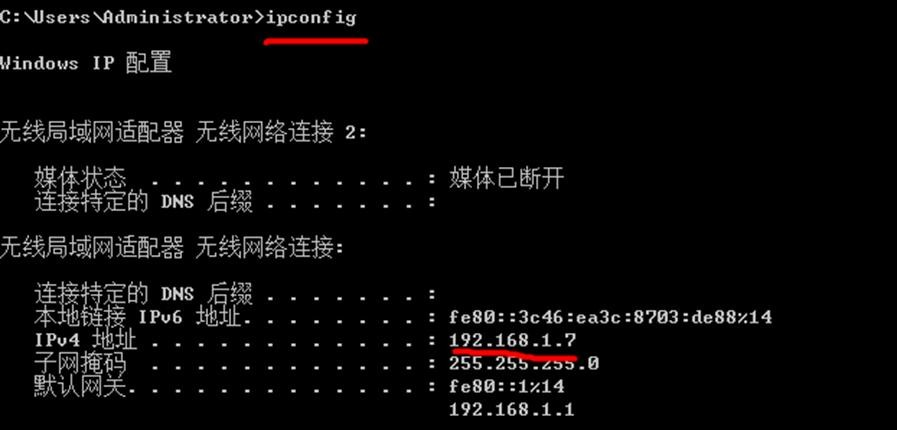 C:\Users\Administrator>ipconfig
Windows IP 配置
无线局域网适配器 无线网络连接 2:
媒体状态 . . . . . . . . . . . . : 媒体已断开
连接特定的 DNS 后缀 . . . . . . . :
无线局域网适配器 无线网络连接:
连接特定的 DNS 后缀 . . . . . . . :
本地链接 IPv6 地址. . . . . . . . : fe80::3c46:ea3c:8703:de88%14
IPv4 地址 . . . . . . . . . . . . : 192.168.1.7
子网掩码 . . . . . . . . . . . . : 255.255.255.0
默认网关. . . . . . . . . . . . . : fe80::1%14
192.168.1.1